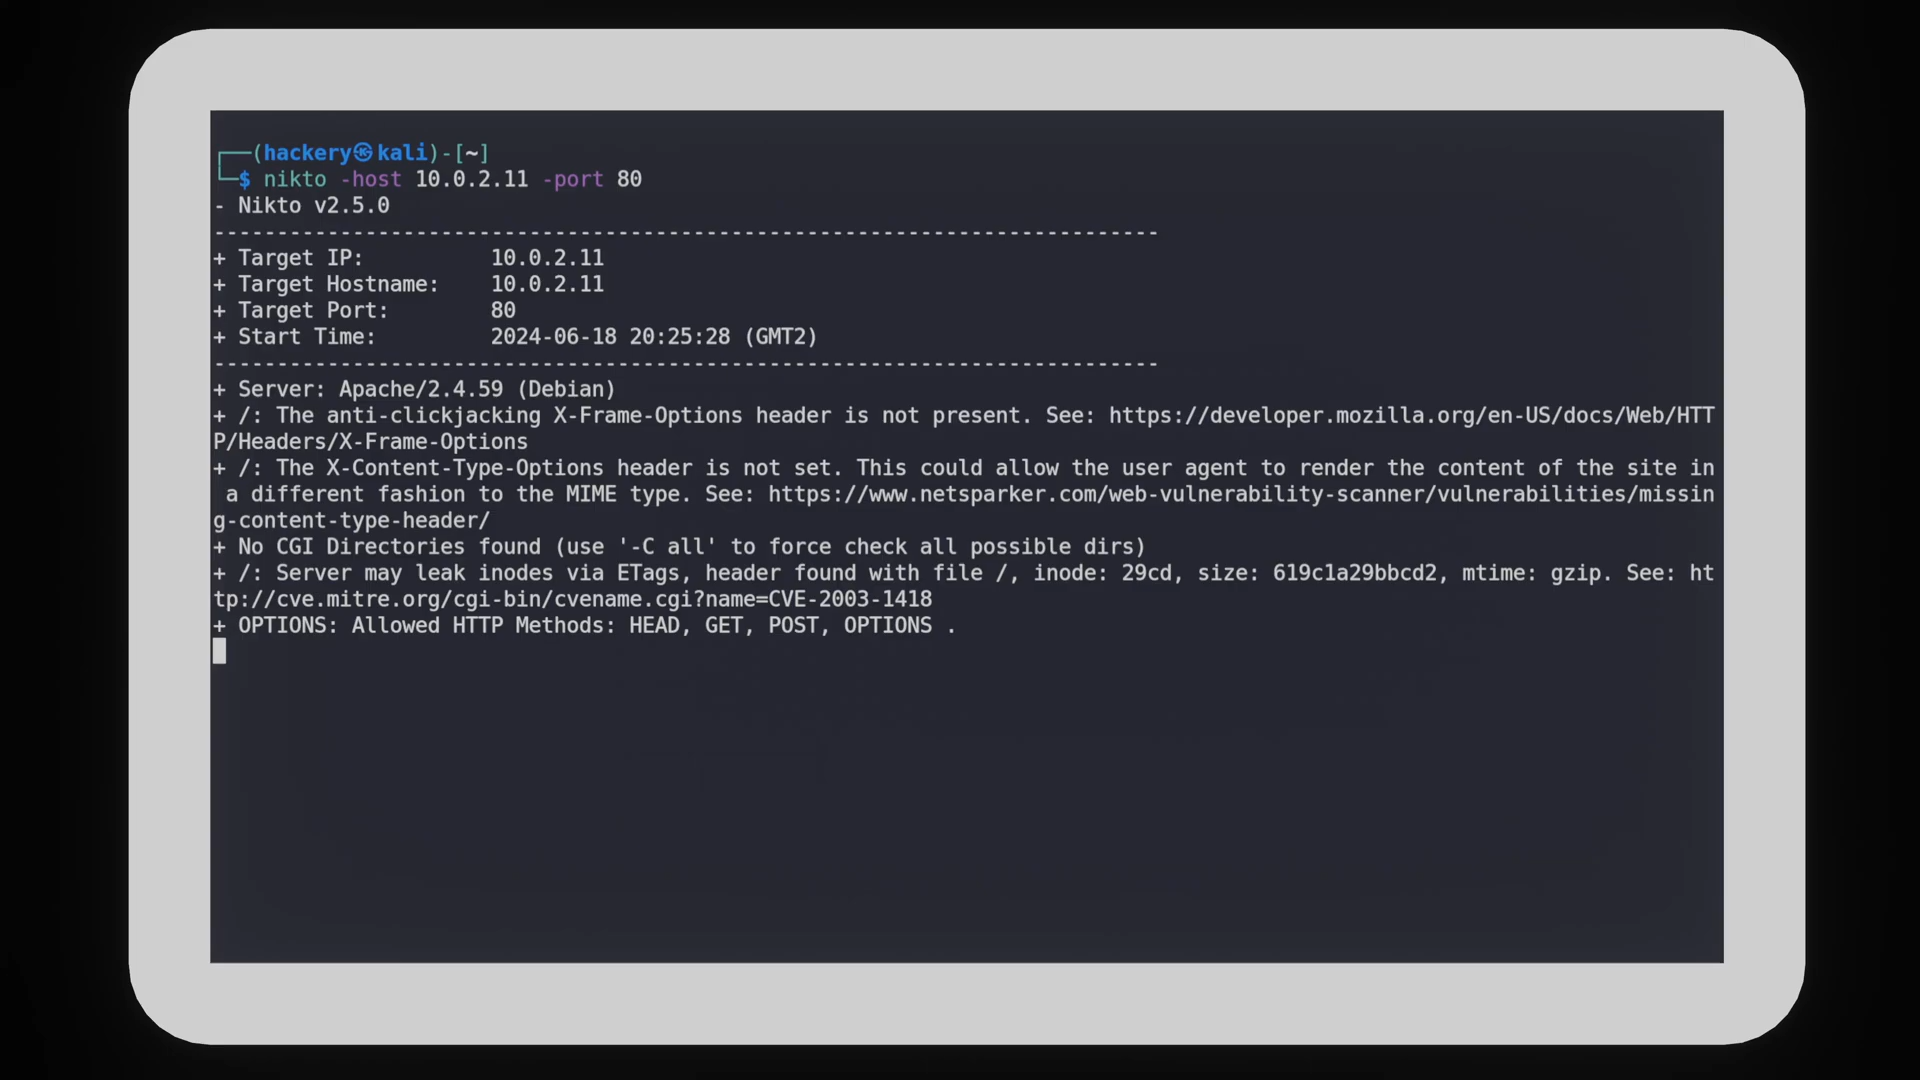 ┌──(hackery㉿kali)-[~]
└─$ nikto -host 10.0.2.11 -port 80
- Nikto v2.5.0
---------------------------------------------------------------------------
+ Target IP:          10.0.2.11
+ Target Hostname:    10.0.2.11
+ Target Port:        80
+ Start Time:         2024-06-18 20:25:28 (GMT2)
---------------------------------------------------------------------------
+ Server: Apache/2.4.59 (Debian)
+ /: The anti-clickjacking X-Frame-Options header is not present. See: https://developer.mozilla.org/en-US/docs/Web/HTT
P/Headers/X-Frame-Options
+ /: The X-Content-Type-Options header is not set. This could allow the user agent to render the content of the site in
 a different fashion to the MIME type. See: https://www.netsparker.com/web-vulnerability-scanner/vulnerabilities/missin
g-content-type-header/
+ No CGI Directories found (use '-C all' to force check all possible dirs)
+ /: Server may leak inodes via ETags, header found with file /, inode: 29cd, size: 619c1a29bbcd2, mtime: gzip. See: ht
tp://cve.mitre.org/cgi-bin/cvename.cgi?name=CVE-2003-1418
+ OPTIONS: Allowed HTTP Methods: HEAD, GET, POST, OPTIONS .